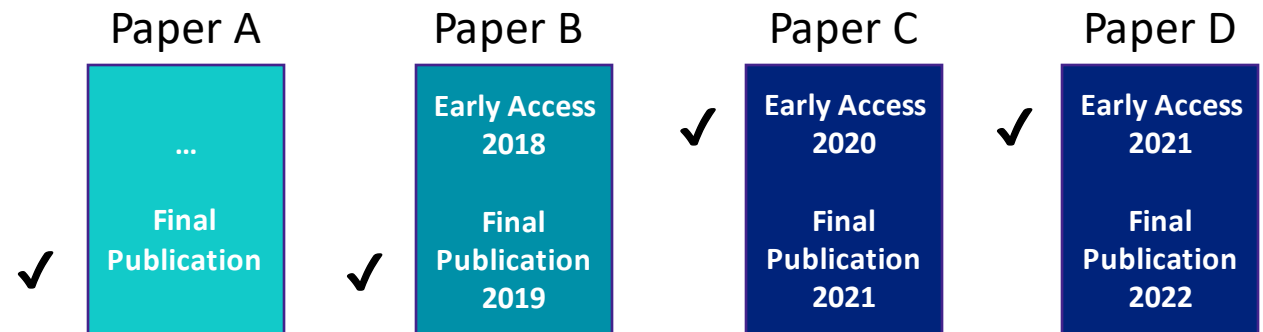 Paper A
…
Final
Publication
Paper B
Early Access
2018
Final
Publication
2019
Paper C
Early Access
2020
Final
Publication
2021
Paper D
Early Access
2021
Final
Publication
2022